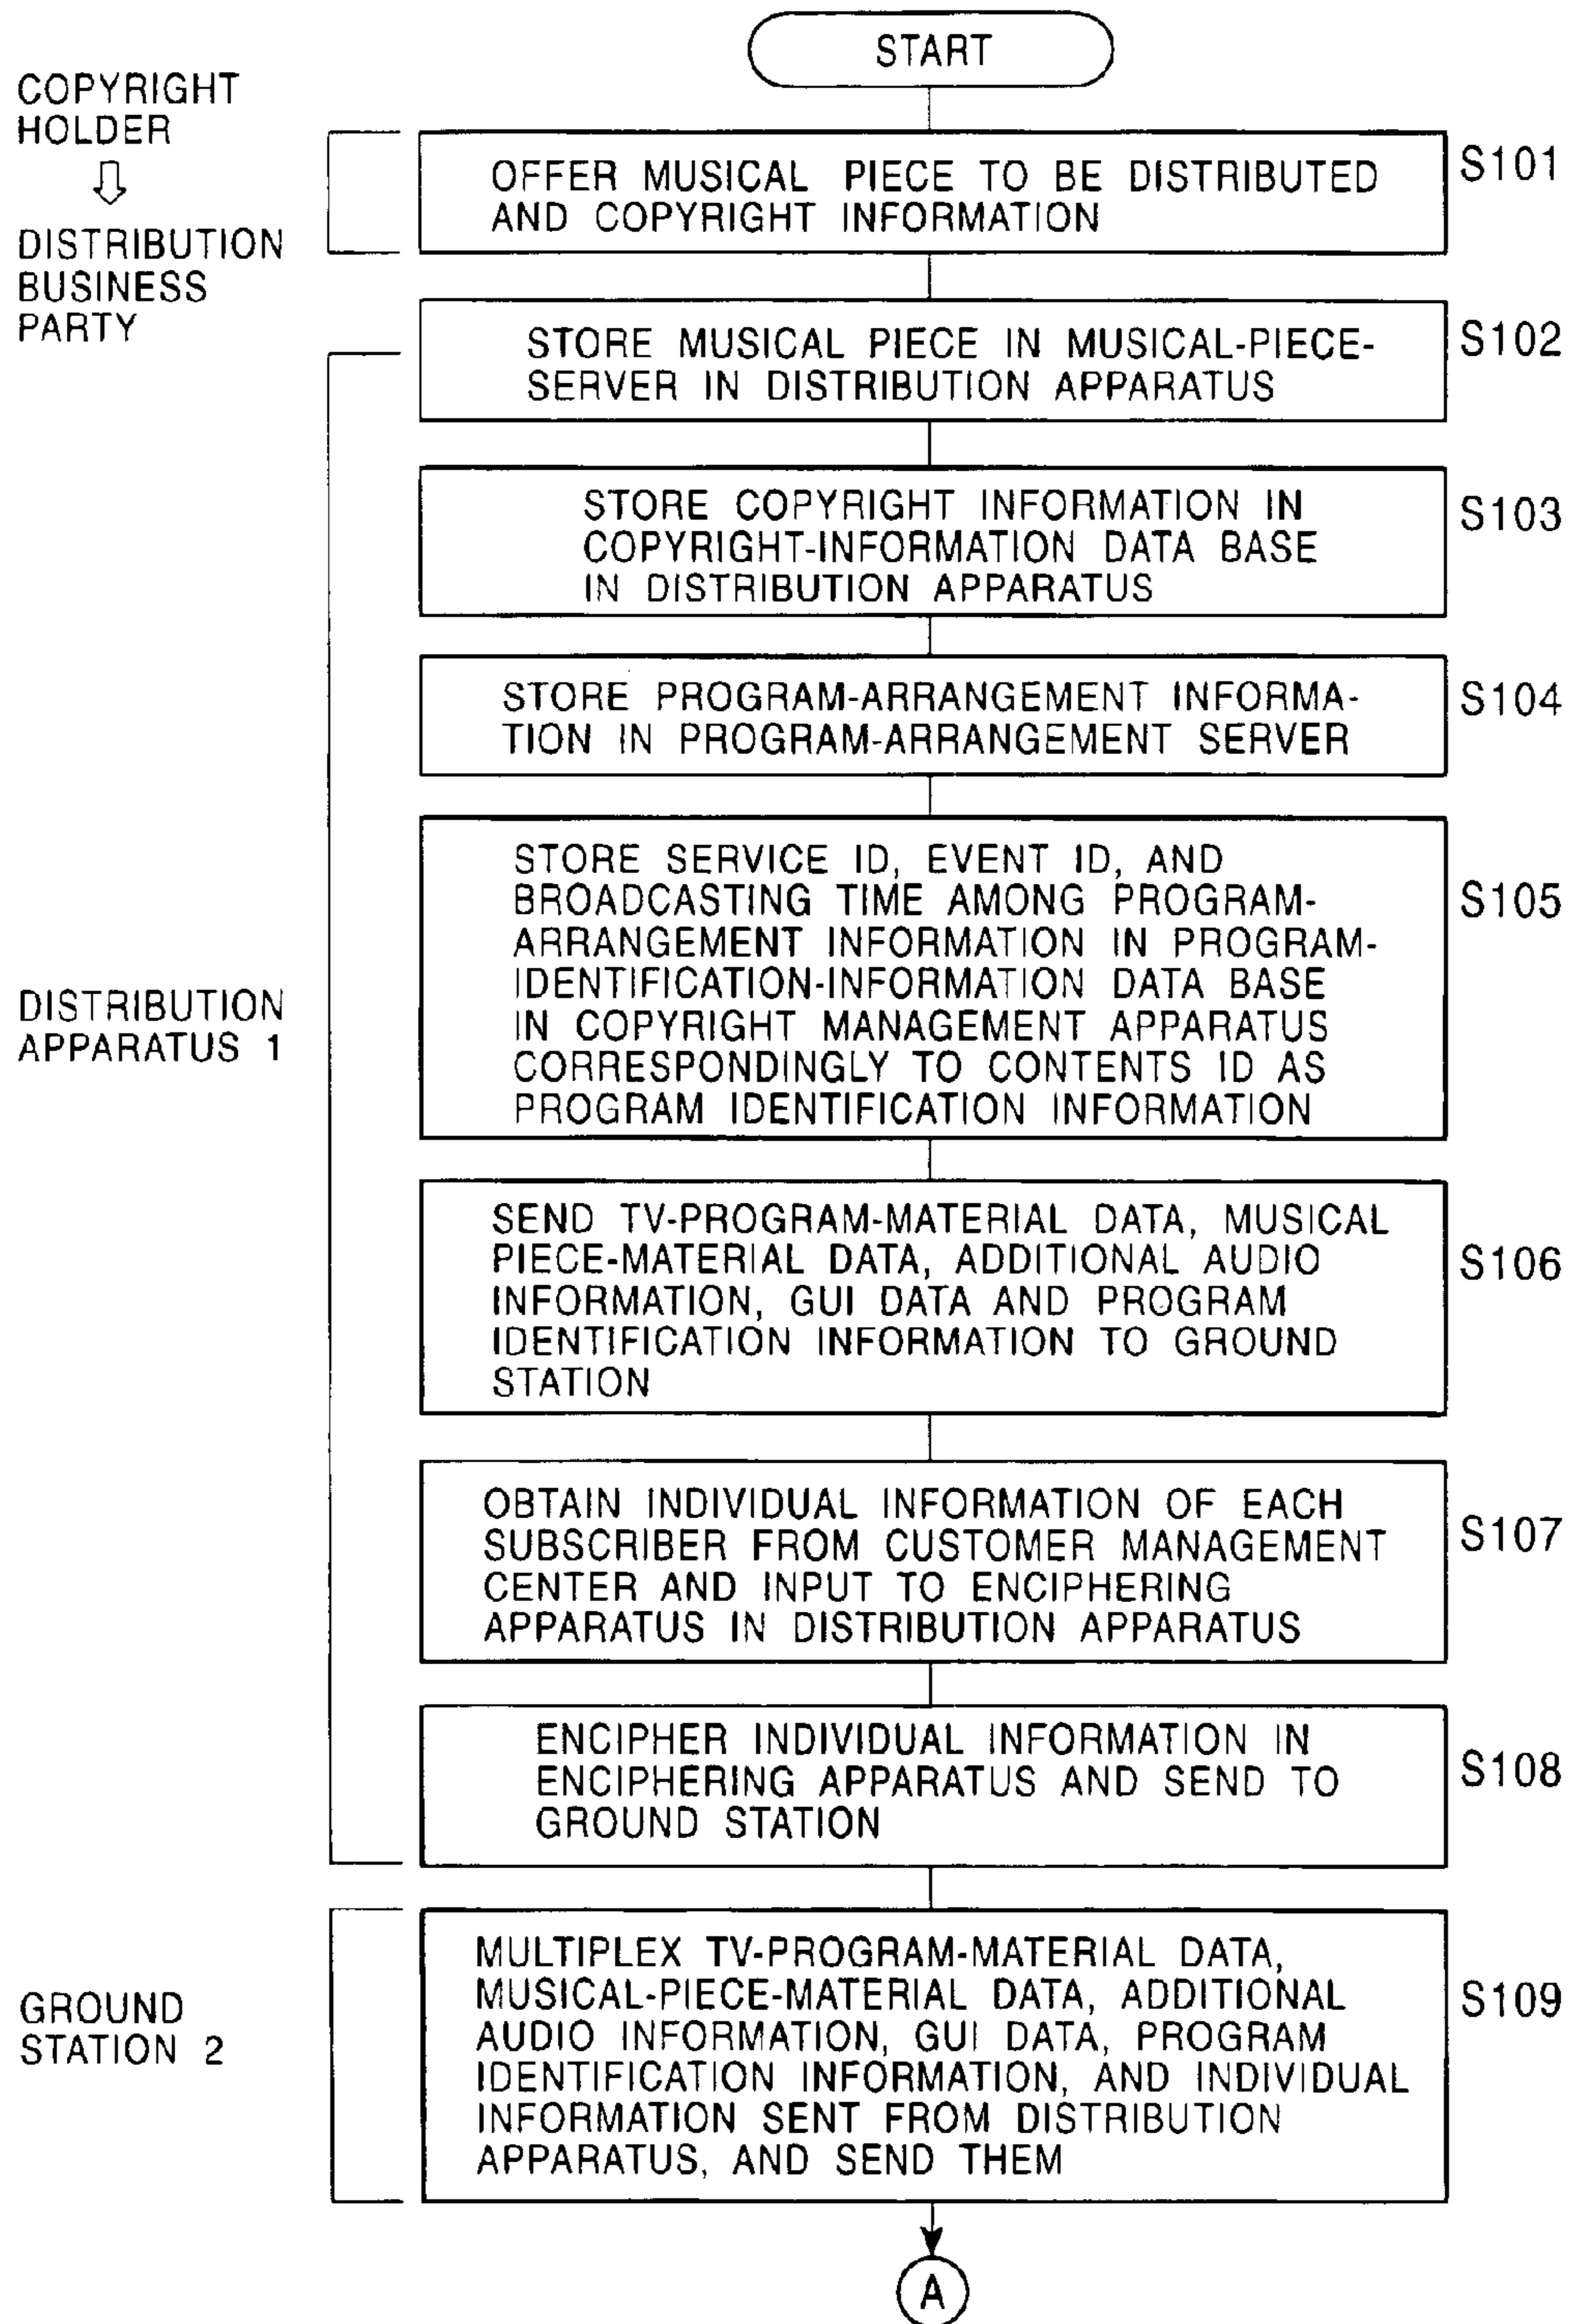 START
COPYRIGHT
HOLDER
⇩
DISTRIBUTION
BUSINESS
PARTY
OFFER MUSICAL PIECE TO BE DISTRIBUTED
AND COPYRIGHT INFORMATION
S101
STORE MUSICAL PIECE IN MUSICAL-PIECE-
SERVER IN DISTRIBUTION APPARATUS
S102
STORE COPYRIGHT INFORMATION IN
COPYRIGHT-INFORMATION DATA BASE
IN DISTRIBUTION APPARATUS
S103
STORE PROGRAM-ARRANGEMENT INFORMA-
TION IN PROGRAM-ARRANGEMENT SERVER
S104
DISTRIBUTION
APPARATUS 1
STORE SERVICE ID, EVENT ID, AND
BROADCASTING TIME AMONG PROGRAM-
ARRANGEMENT INFORMATION IN PROGRAM-
IDENTIFICATION-INFORMATION DATA BASE
IN COPYRIGHT MANAGEMENT APPARATUS
CORRESPONDINGLY TO CONTENTS ID AS
PROGRAM IDENTIFICATION INFORMATION
S105
SEND TV-PROGRAM-MATERIAL DATA, MUSICAL
PIECE-MATERIAL DATA, ADDITIONAL AUDIO
INFORMATION, GUI DATA AND PROGRAM
IDENTIFICATION INFORMATION TO GROUND
STATION
S106
OBTAIN INDIVIDUAL INFORMATION OF EACH
SUBSCRIBER FROM CUSTOMER MANAGEMENT
CENTER AND INPUT TO ENCIPHERING
APPARATUS IN DISTRIBUTION APPARATUS
S107
ENCIPHER INDIVIDUAL INFORMATION IN
ENCIPHERING APPARATUS AND SEND TO
GROUND STATION
S108
GROUND
STATION 2
MULTIPLEX TV-PROGRAM-MATERIAL DATA,
MUSICAL-PIECE-MATERIAL DATA, ADDITIONAL
AUDIO INFORMATION, GUI DATA, PROGRAM
IDENTIFICATION INFORMATION, AND INDIVIDUAL
INFORMATION SENT FROM DISTRIBUTION
APPARATUS, AND SEND THEM
S109
A